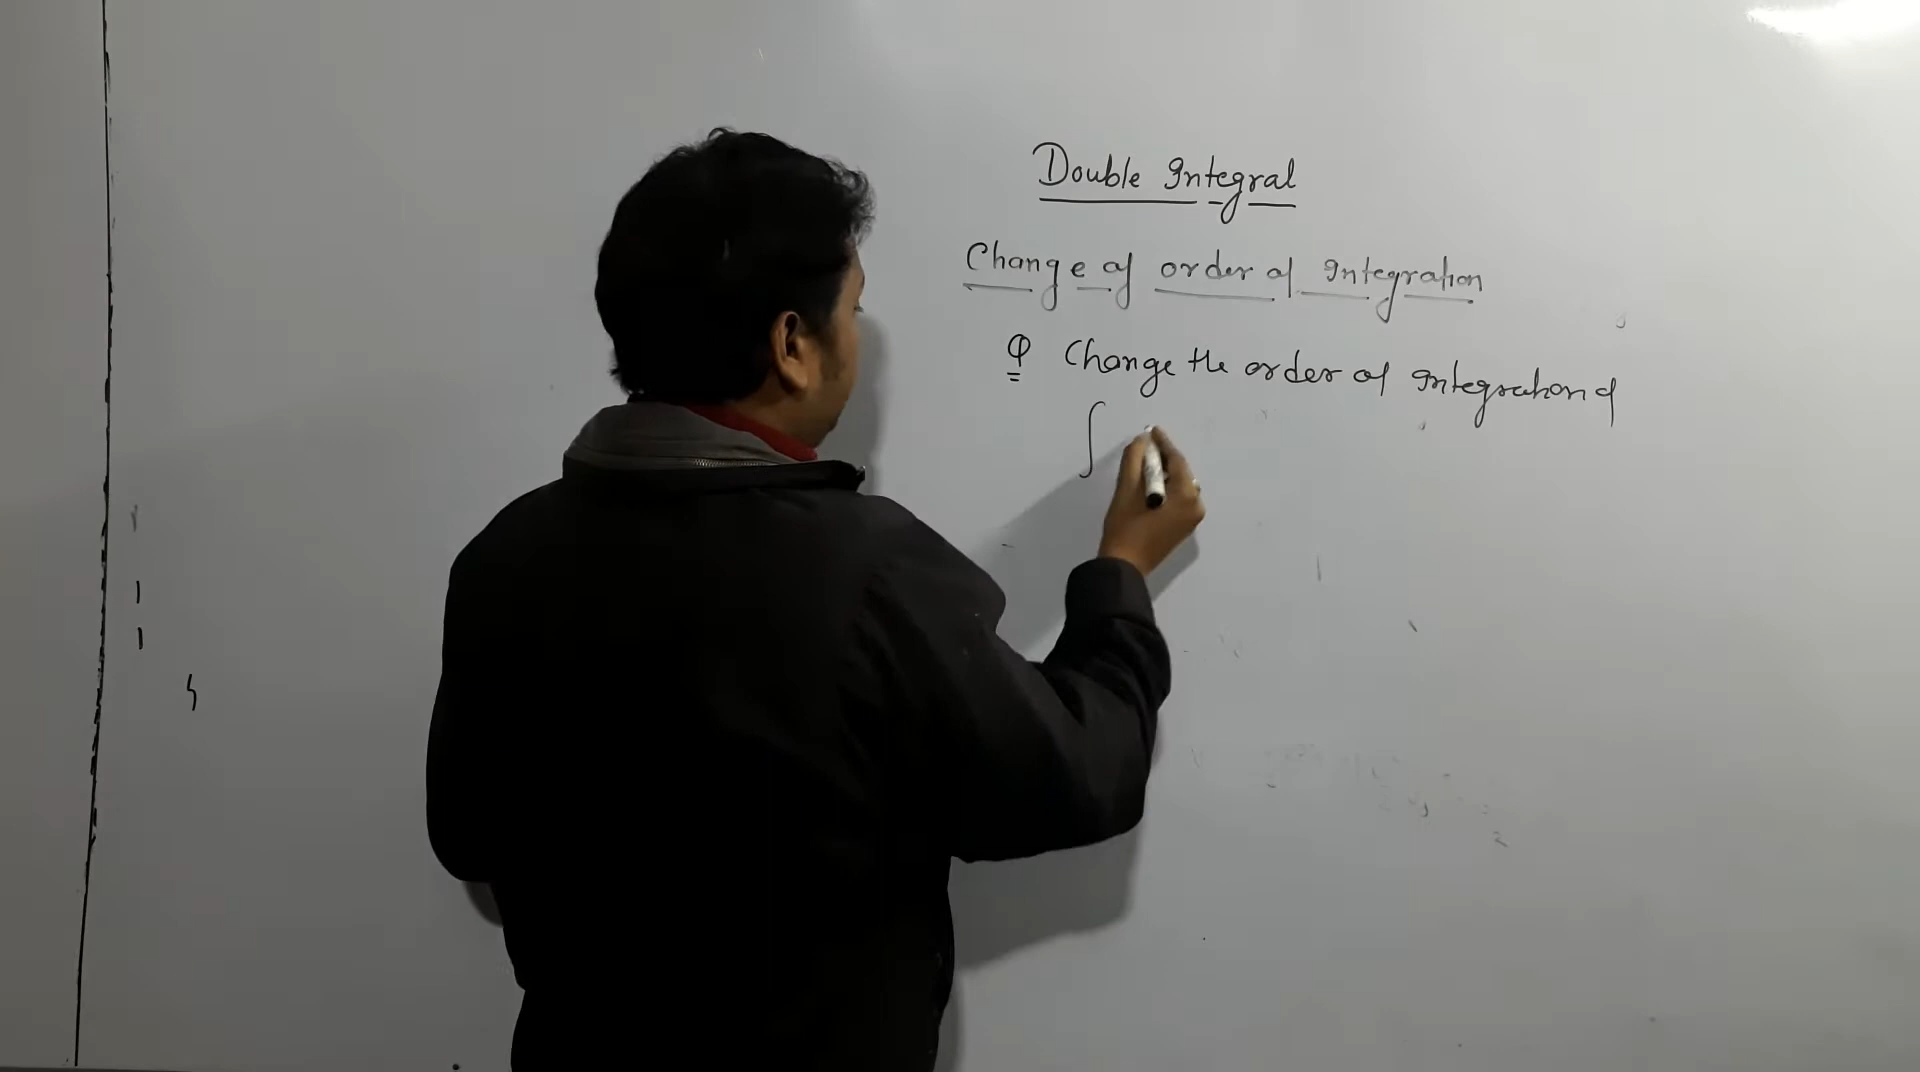 Double Integral
Change of order of Integration
Q Change the order of Integration of
∫